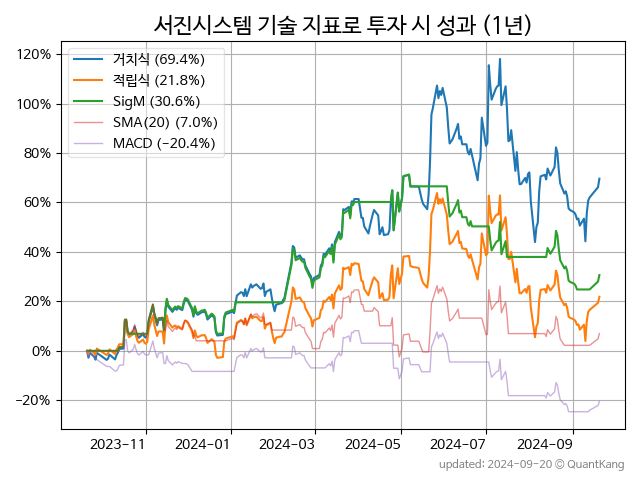 서진시스템 기술 지표로 투자 시 성과 (1년)
120%
100%
80%
60%
40%
20%
0%
−20%
거치식 (69.4%)
적립식 (21.8%)
SigM (30.6%)
SMA(20) (7.0%)
MACD (−20.4%)
2023-11
2024-01
2024-03
2024-05
2024-07
2024-09
updated: 2024-09-20 © QuantKang